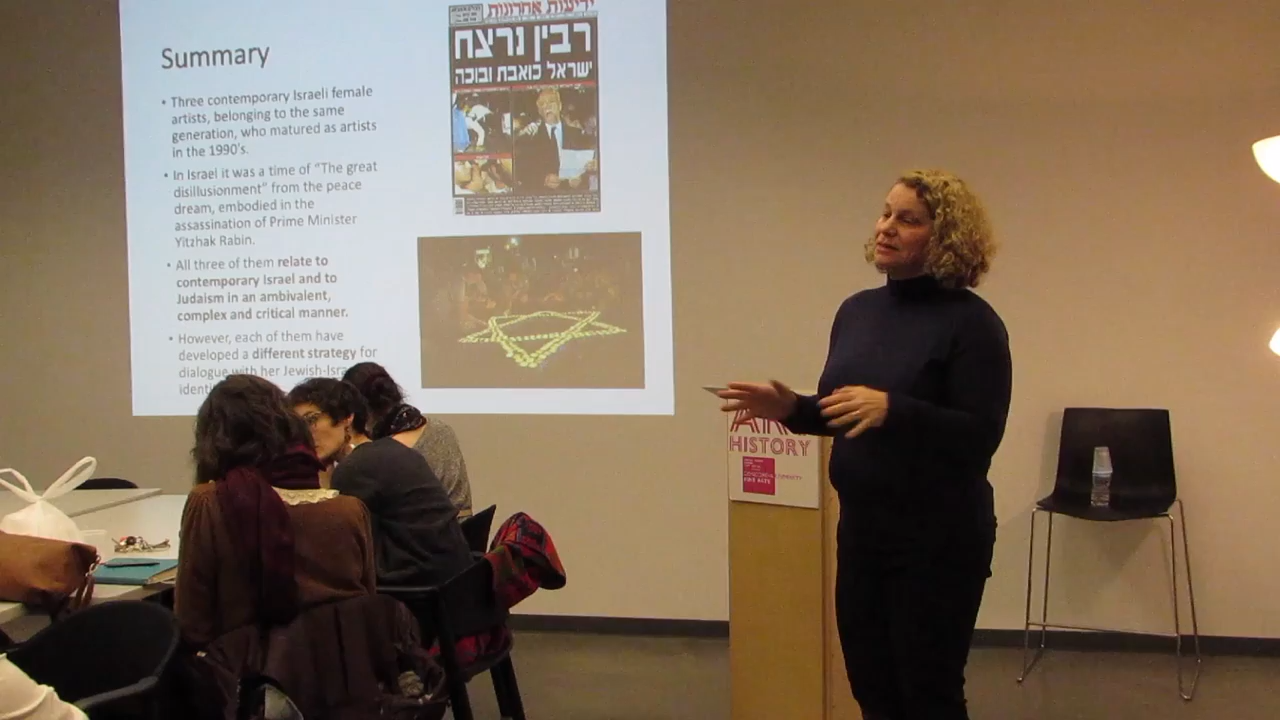 Summary
• Three contemporary Israeli female
artists, belonging to the same
generation, who matured as artists
in the 1990's.
• In Israel it was a time of "The great
disillusionment" from the peace
dream, embodied in the
assassination of Prime Minister
Yitzhak Rabin.
• All three of them relate to
contemporary Israel and to
Judaism in an ambivalent,
complex and critical manner.
• However, each of them have
developed a different strategy for
dialogue with her Jewish-Isra
identi
ידיעות אחרונות
רבין נרצח
ישראל כואבת ובוכה
HISTORY
FINE ARTS